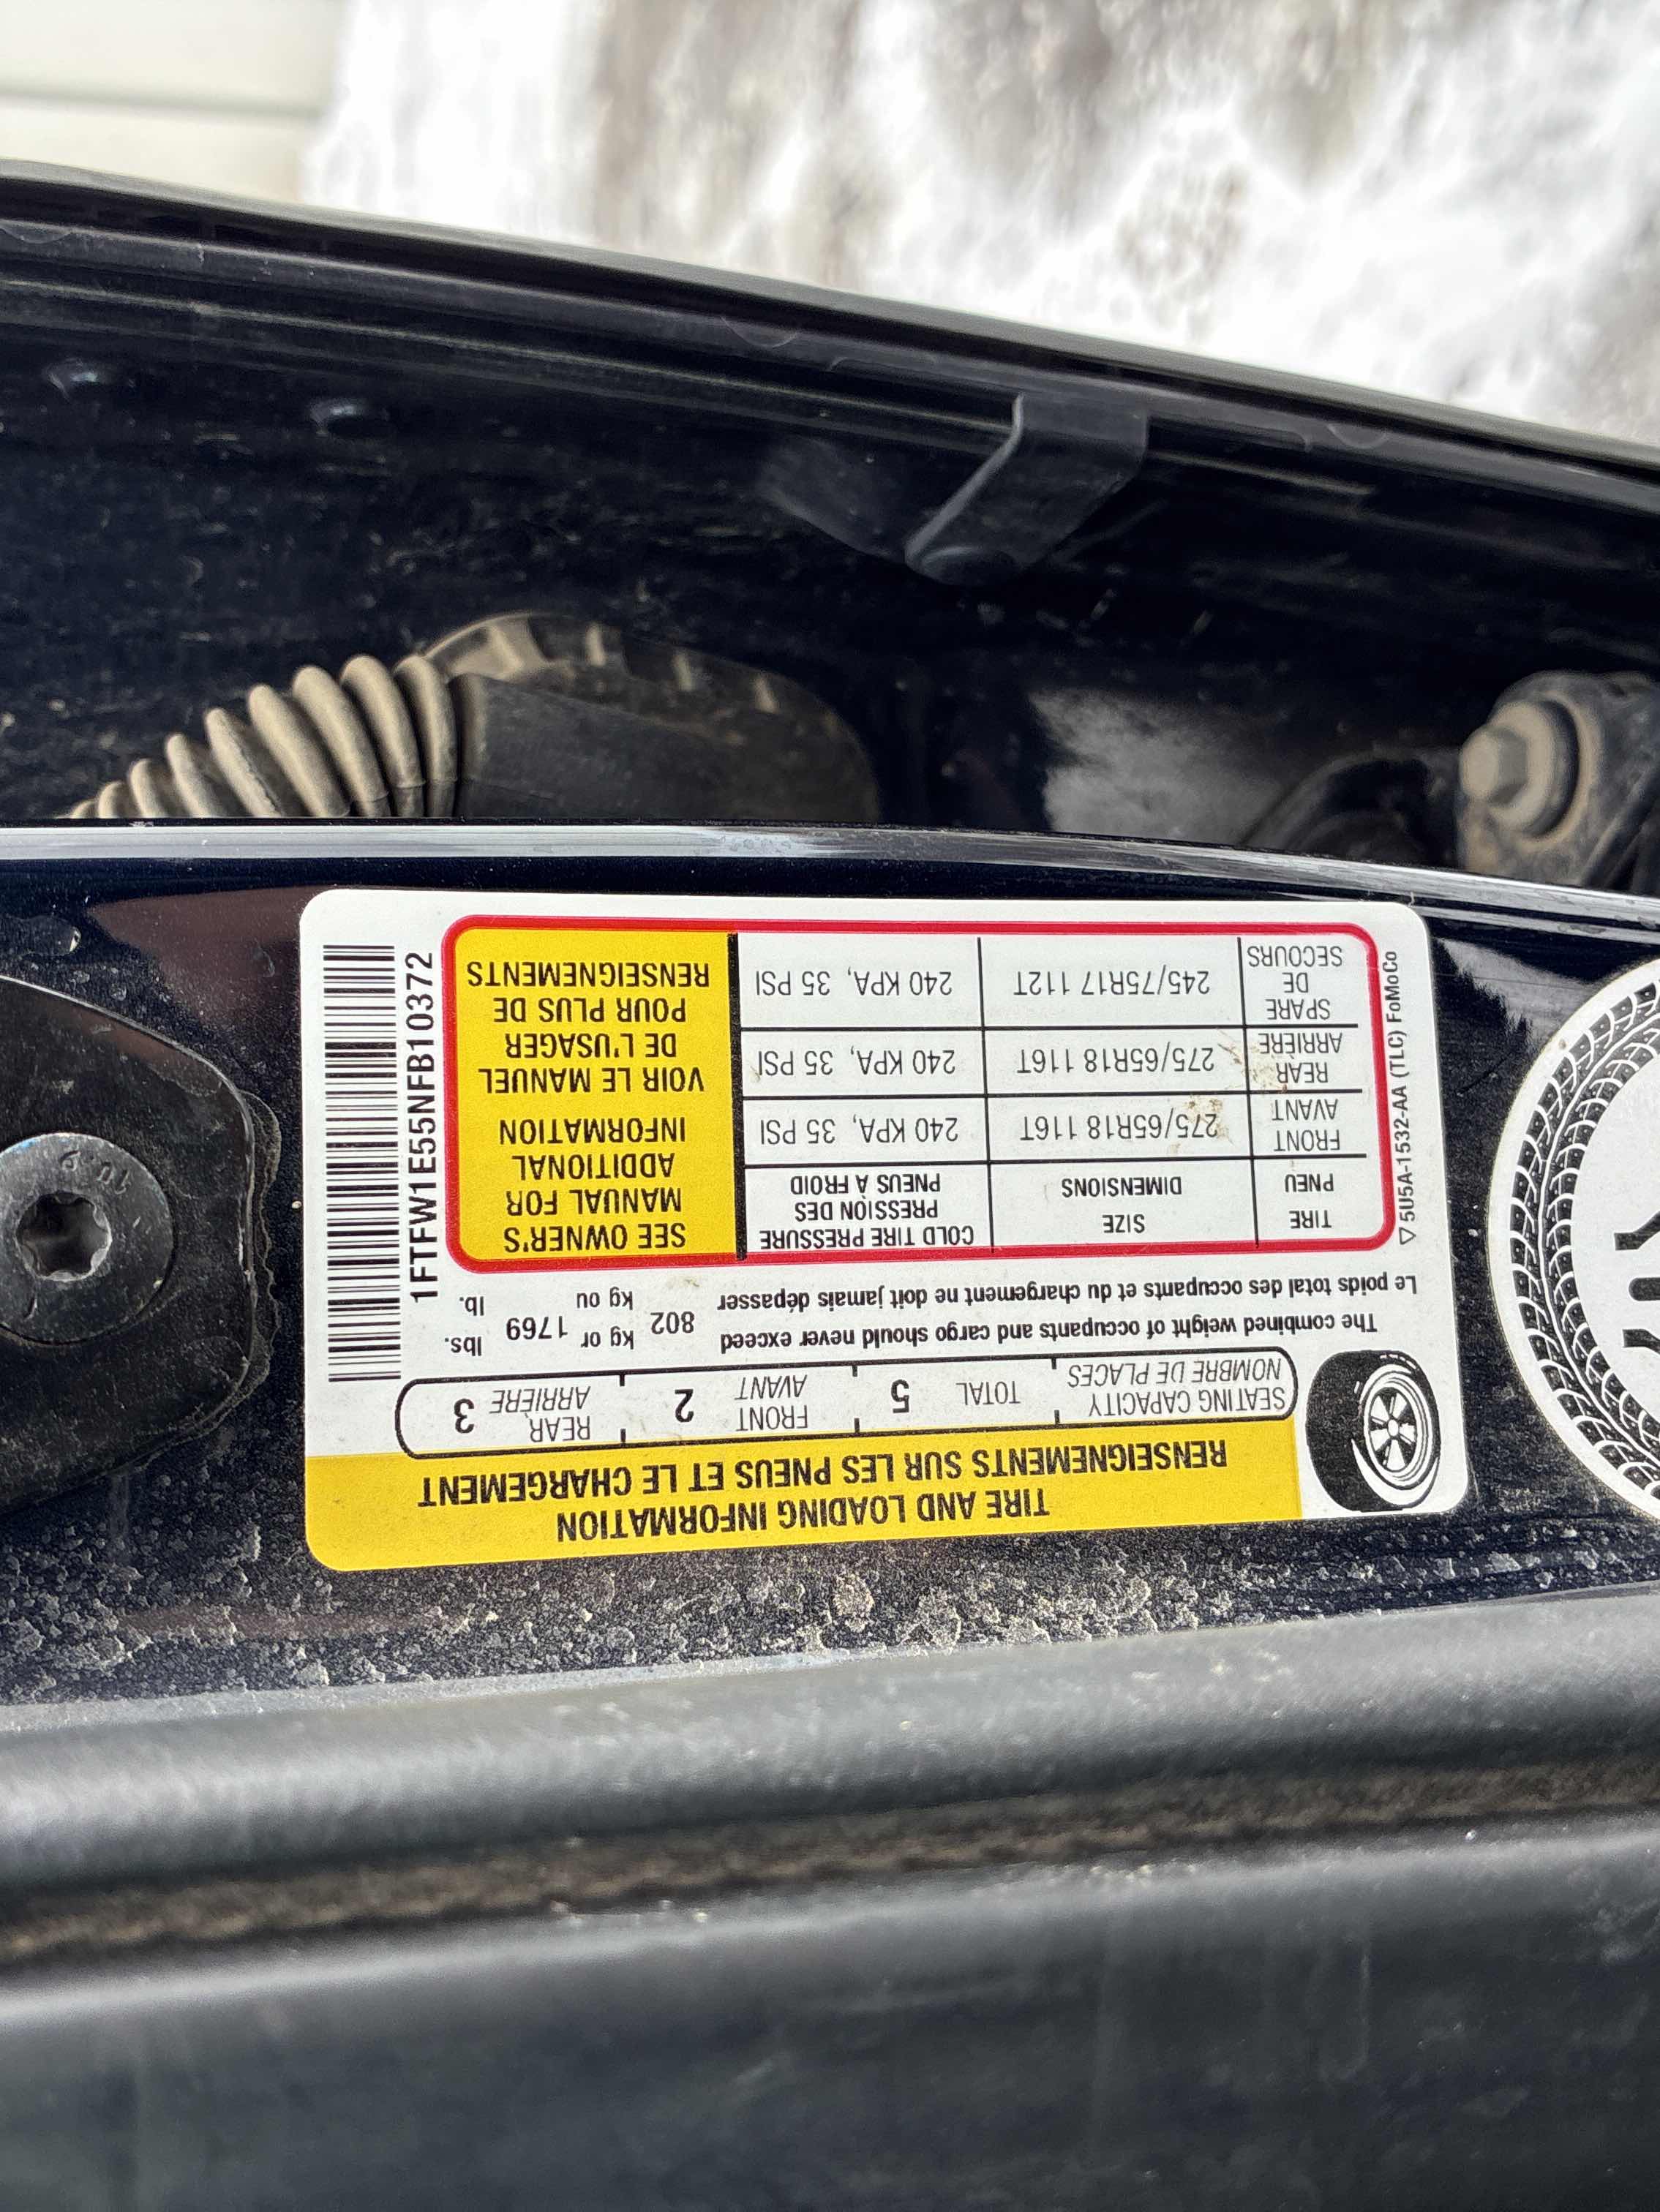 TIRE AND LOADING INFORMATION
RENSEIGNEMENTS SUR LES PNEUS ET LE CHARGEMENT
SEATING CAPACITY
NOMBRE DE PLACES
TOTAL 5
FRONT
AVANT 2
REAR
ARRIÈRE 3
The combined weight of occupants and cargo should never exceed 802 kg or 1769 lbs.
Le poids total des occupants et du chargement ne doit jamais dépasser kg ou lb.
TIRE
PNEU
SIZE
DIMENSIONS
COLD TIRE PRESSURE
PRESSION DES
PNEUS À FROID
FRONT
AVANT
275/65R18 116T
240 KPA, 35 PSI
REAR
ARRIÈRE
275/65R18 116T
240 KPA, 35 PSI
SPARE
DE
SECOURS
245/75R17 112T
240 KPA, 35 PSI
SEE OWNER'S
MANUAL FOR
ADDITIONAL
INFORMATION
VOIR LE MANUEL
DE L'USAGER
POUR PLUS DE
RENSEIGNEMENTS
1FTFW1E55NFB10372
5U5A-1532-AA (TLC) FoMoCo
10.9